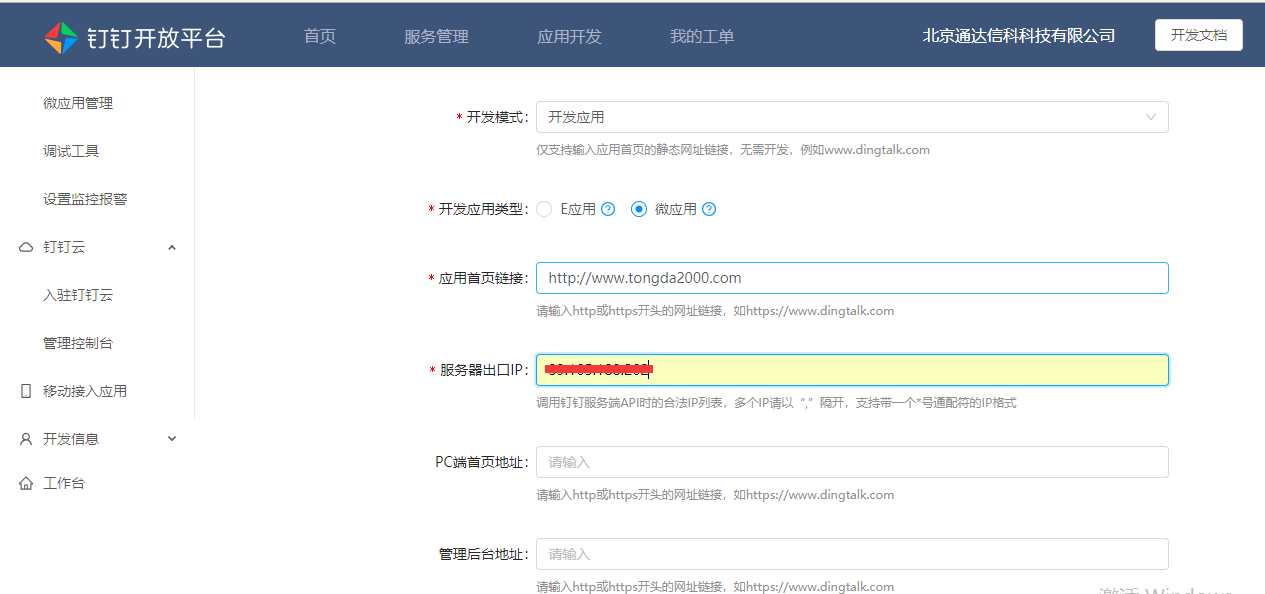 钉钉开放平台 首页 服务管理 应用开发 我的工单 北京通达信科科技有限公司 开发文档
微应用管理
调试工具
设置监控报警
钉钉云
入驻钉钉云
管理控制台
移动接入应用
开发信息
工作台
* 开发模式: 开发应用
仅支持输入应用首页的静态网址链接，无需开发，例如www.dingtalk.com
* 开发应用类型: E应用 ? 微应用 ?
* 应用首页链接: http://www.tongda2000.com
请输入http或https开头的网址链接，如https://www.dingtalk.com
* 服务器出口IP:
调用钉钉服务端API时的合法IP列表，多个IP请以“,”隔开，支持带一个*号通配符的IP格式
PC端首页地址: 请输入
请输入http或https开头的网址链接，如https://www.dingtalk.com
管理后台地址: 请输入
请输入http或https开头的网址链接，如https://www.dingtalk.com
激活 Windows